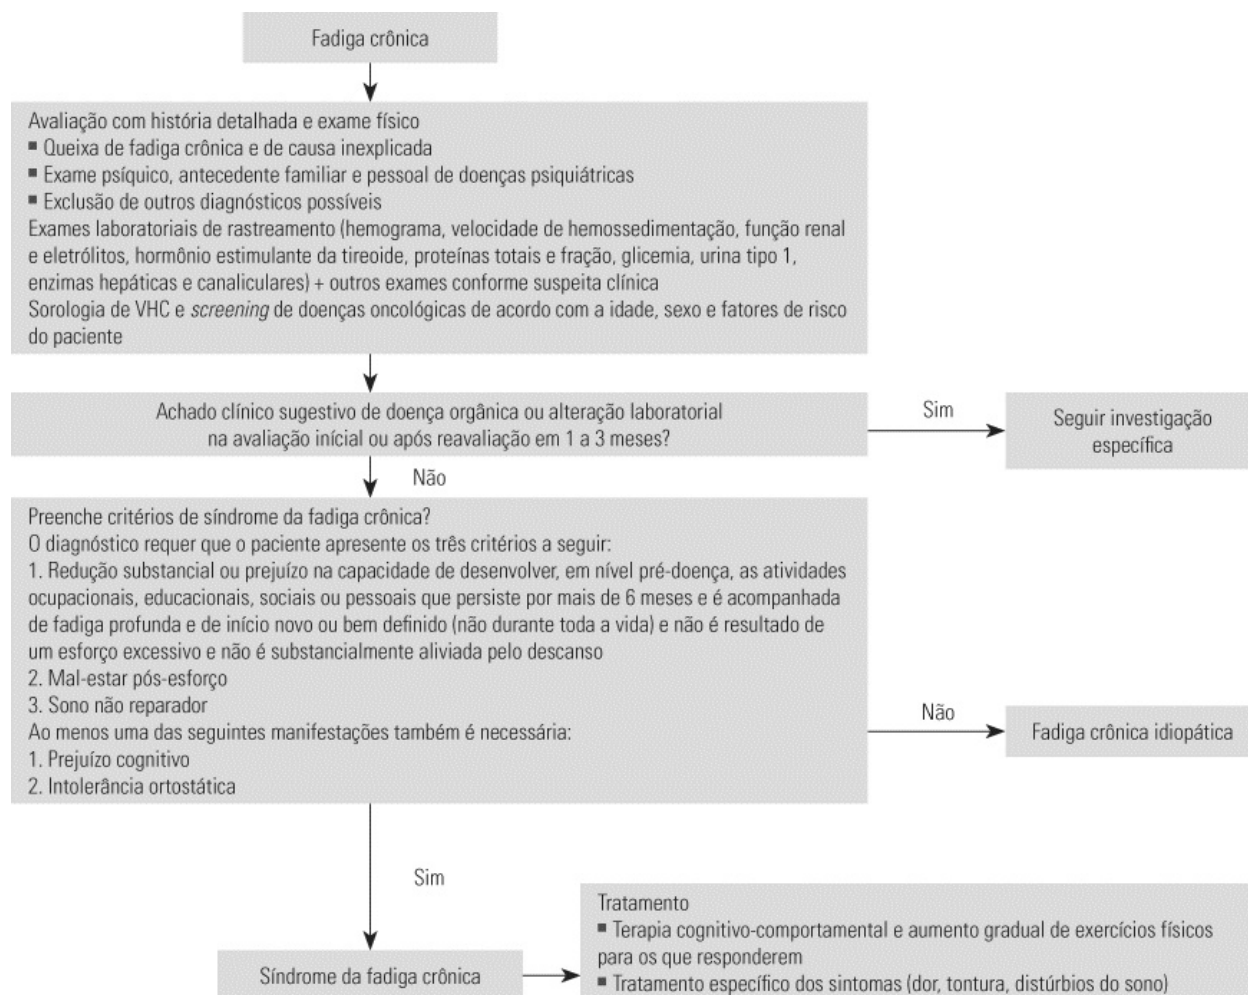 Fadiga crônica
Avaliação com história detalhada e exame físico
▪ Queixa de fadiga crônica e de causa inexplicada
▪ Exame psíquico, antecedente familiar e pessoal de doenças psiquiátricas
▪ Exclusão de outros diagnósticos possíveis
Exames laboratoriais de rastreamento (hemograma, velocidade de hemossedimentação, função renal
e eletrólitos, hormônio estimulante da tireoide, proteínas totais e fração, glicemia, urina tipo 1,
enzimas hepáticas e canaliculares) + outros exames conforme suspeita clínica
Sorologia de VHC e screening de doenças oncológicas de acordo com a idade, sexo e fatores de risco
do paciente
Achado clínico sugestivo de doença orgânica ou alteração laboratorial
na avaliação inícial ou após reavaliação em 1 a 3 meses?
Sim
Seguir investigação
específica
Não
Preenche critérios de síndrome da fadiga crônica?
O diagnóstico requer que o paciente apresente os três critérios a seguir:
1. Redução substancial ou prejuízo na capacidade de desenvolver, em nível pré-doença, as atividades
ocupacionais, educacionais, sociais ou pessoais que persiste por mais de 6 meses e é acompanhada
de fadiga profunda e de início novo ou bem definido (não durante toda a vida) e não é resultado de
um esforço excessivo e não é substancialmente aliviada pelo descanso
2. Mal-estar pós-esforço
3. Sono não reparador
Ao menos uma das seguintes manifestações também é necessária:
1. Prejuízo cognitivo
2. Intolerância ortostática
Não
Fadiga crônica idiopática
Sim
Síndrome da fadiga crônica
Tratamento
▪ Terapia cognitivo-comportamental e aumento gradual de exercícios físicos
para os que responderem
▪ Tratamento específico dos sintomas (dor, tontura, distúrbios do sono)